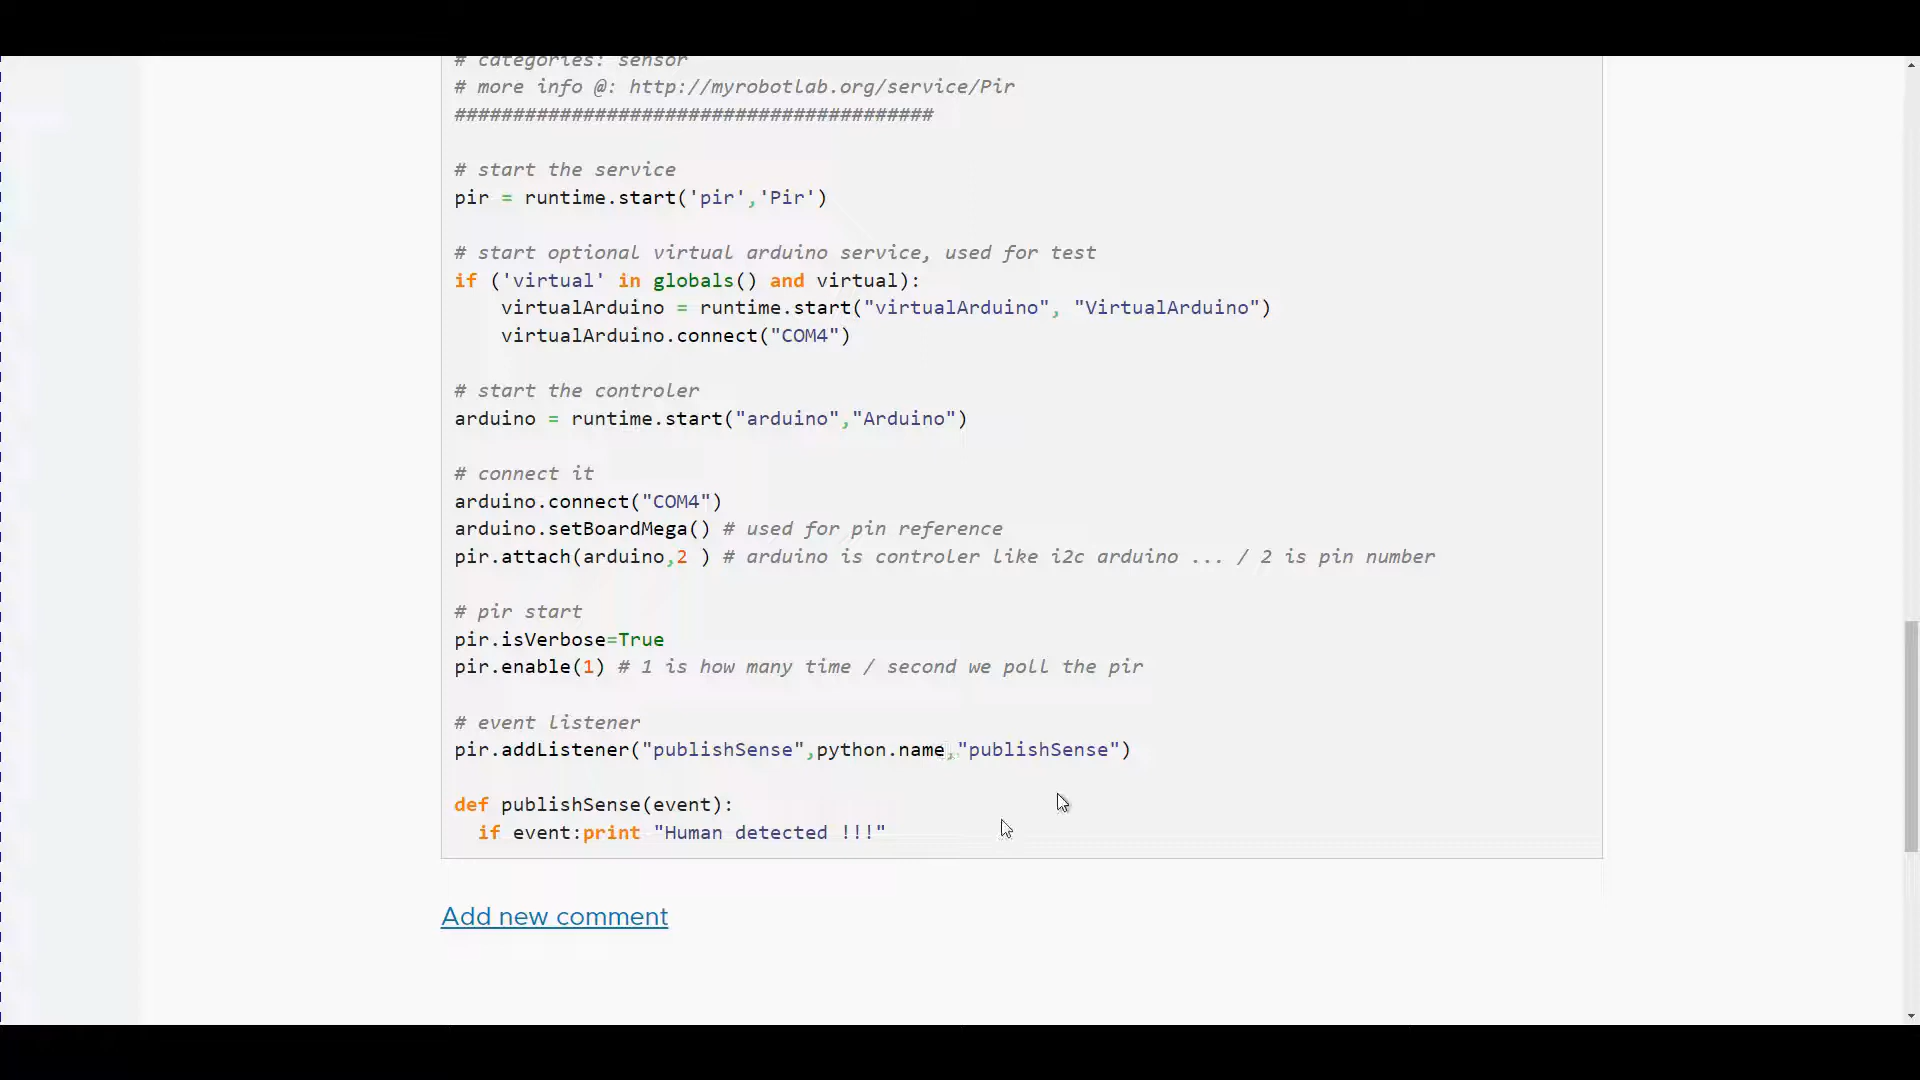 # categories: sensor
# more info @: http://myrobotlab.org/service/Pir
#########################################
# start the service
pir = runtime.start('pir','Pir')
# start optional virtual arduino service, used for test
if ('virtual' in globals() and virtual):
    virtualArduino = runtime.start("virtualArduino", "VirtualArduino")
    virtualArduino.connect("COM4")
# start the controler
arduino = runtime.start("arduino","Arduino")
# connect it
arduino.connect("COM4")
arduino.setBoardMega() # used for pin reference
pir.attach(arduino,2 ) # arduino is controler like i2c arduino ... / 2 is pin number
# pir start
pir.isVerbose=True
pir.enable(1) # 1 is how many time / second we poll the pir
# event listener
pir.addListener("publishSense",python.name,"publishSense")
def publishSense(event):
  if event:print "Human detected !!!"
Add new comment